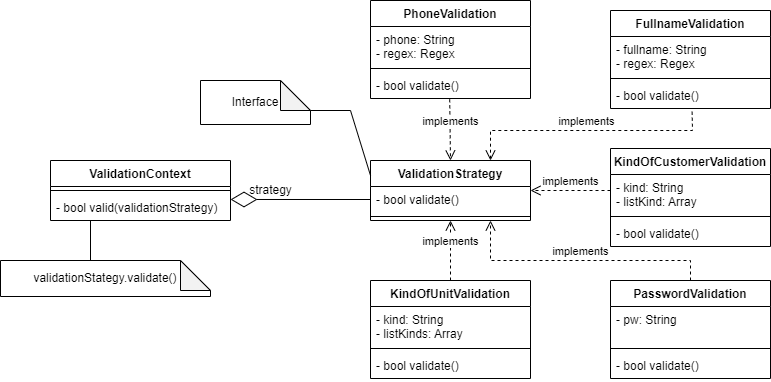 PhoneValidation
- phone: String
- regex: Regex
- bool validate()
FullnameValidation
- fullname: String
- regex: Regex
- bool validate()
implements
implements
Interface
ValidationContext
- bool valid(validationStrategy)
strategy
ValidationStrategy
- bool validate()
implements
KindOfCustomerValidation
- kind: String
- listKind: Array
- bool validate()
validationStategy.validate()
implements
implements
KindOfUnitValidation
- kind: String
- listKinds: Array
- bool validate()
PasswordValidation
- pw: String
- bool validate()